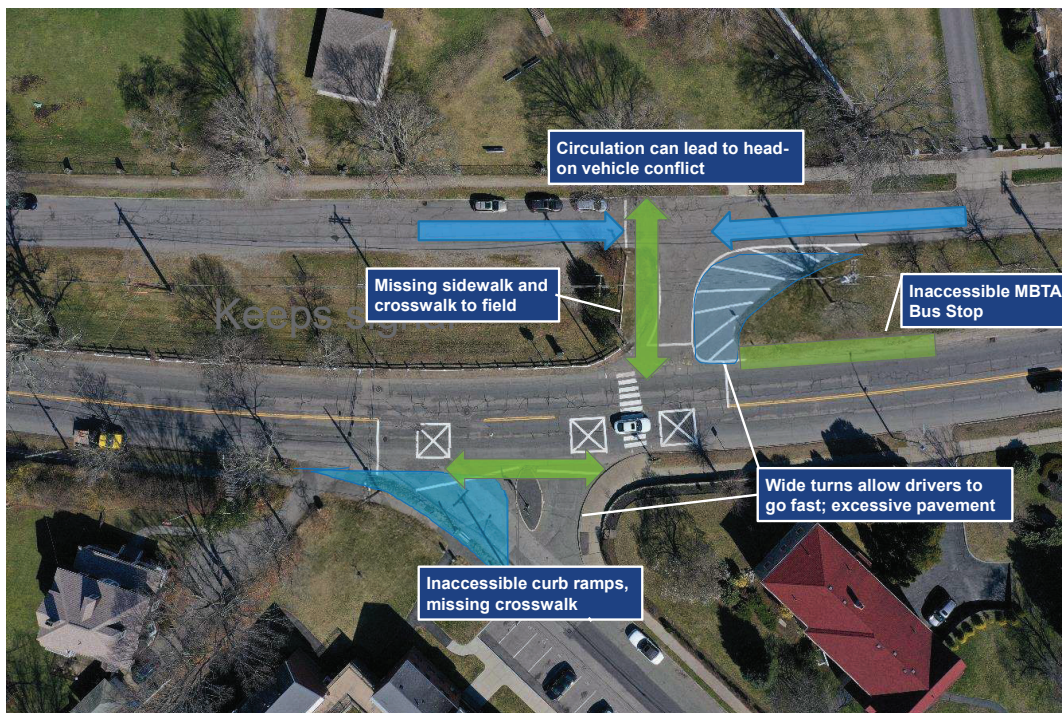 Circulation can lead to head-
on vehicle conflict
Missing sidewalk and
crosswalk to field
Inaccessible MBTA
Bus Stop
Wide turns allow drivers to
go fast; excessive pavement
Inaccessible curb ramps,
missing crosswalk